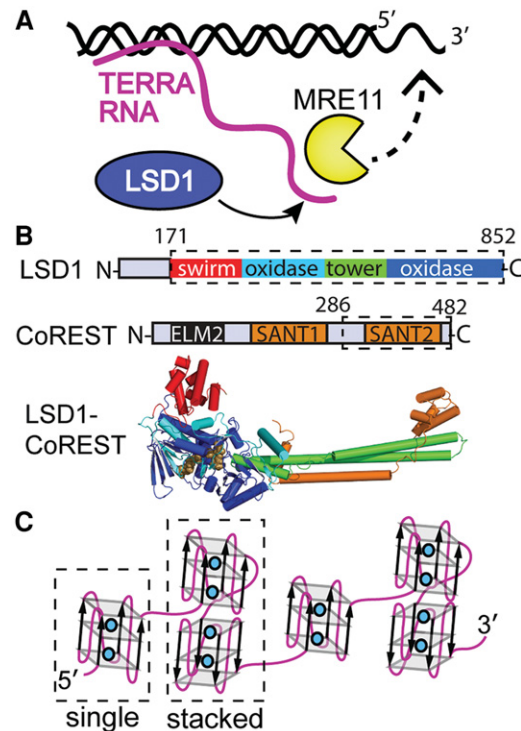 A
5′
3′
TERRA
RNA
MRE11
LSD1
B
171
852
LSD1 N- swirm oxidase tower oxidase -C
286
482
CoREST N- ELM2 SANT1 SANT2 -C
LSD1-
CoREST
C
5′
3′
single
stacked